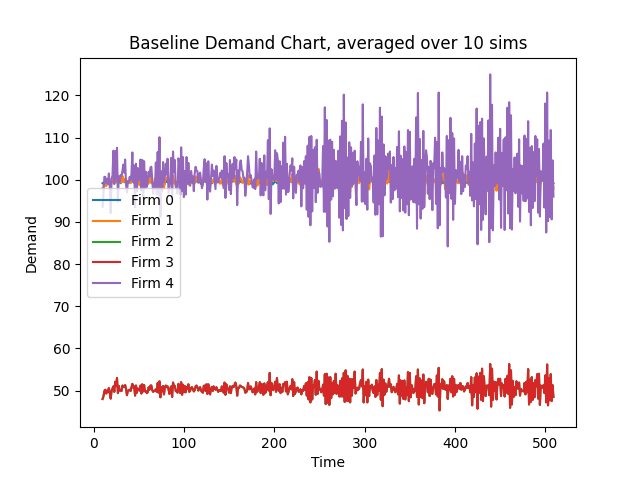 Baseline Demand Chart, averaged over 10 sims
Demand
120
110
100
90
80
70
60
50
Firm 0
Firm 1
Firm 2
Firm 3
Firm 4
0 100 200 300 400 500
Time